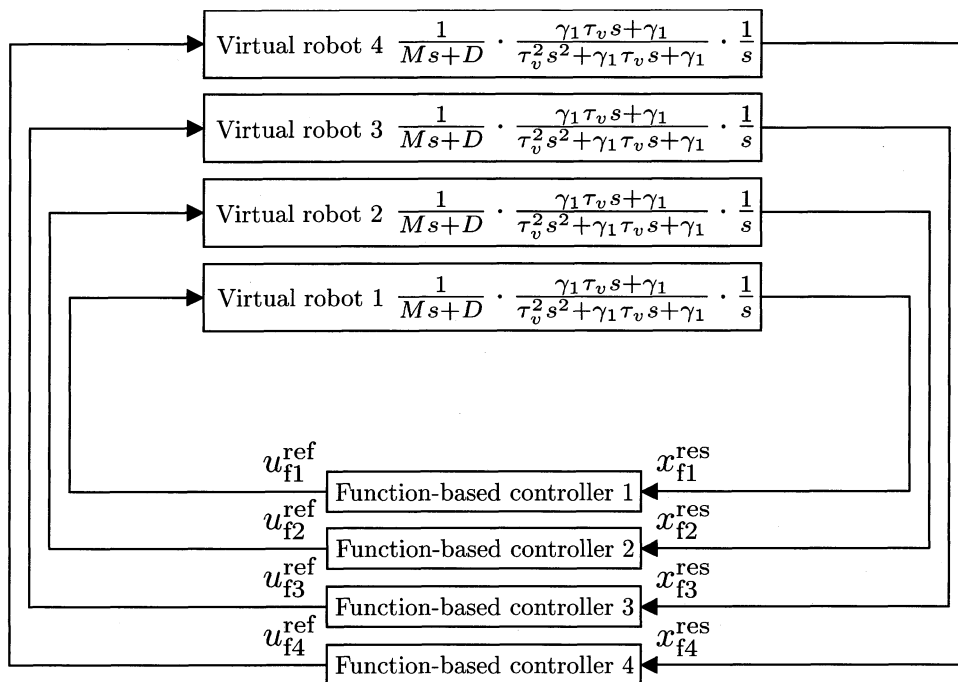 Virtual robot 4 $\frac{1}{Ms+D} \cdot \frac{\gamma_1 \tau_v s + \gamma_1}{\tau_v^2 s^2 + \gamma_1 \tau_v s + \gamma_1} \cdot \frac{1}{s}$
Virtual robot 3 $\frac{1}{Ms+D} \cdot \frac{\gamma_1 \tau_v s + \gamma_1}{\tau_v^2 s^2 + \gamma_1 \tau_v s + \gamma_1} \cdot \frac{1}{s}$
Virtual robot 2 $\frac{1}{Ms+D} \cdot \frac{\gamma_1 \tau_v s + \gamma_1}{\tau_v^2 s^2 + \gamma_1 \tau_v s + \gamma_1} \cdot \frac{1}{s}$
Virtual robot 1 $\frac{1}{Ms+D} \cdot \frac{\gamma_1 \tau_v s + \gamma_1}{\tau_v^2 s^2 + \gamma_1 \tau_v s + \gamma_1} \cdot \frac{1}{s}$
$u_{\mathrm{f1}}^{\mathrm{ref}}$ Function-based controller 1 $x_{\mathrm{f1}}^{\mathrm{res}}$
$u_{\mathrm{f2}}^{\mathrm{ref}}$ Function-based controller 2 $x_{\mathrm{f2}}^{\mathrm{res}}$
$u_{\mathrm{f3}}^{\mathrm{ref}}$ Function-based controller 3 $x_{\mathrm{f3}}^{\mathrm{res}}$
$u_{\mathrm{f4}}^{\mathrm{ref}}$ Function-based controller 4 $x_{\mathrm{f4}}^{\mathrm{res}}$